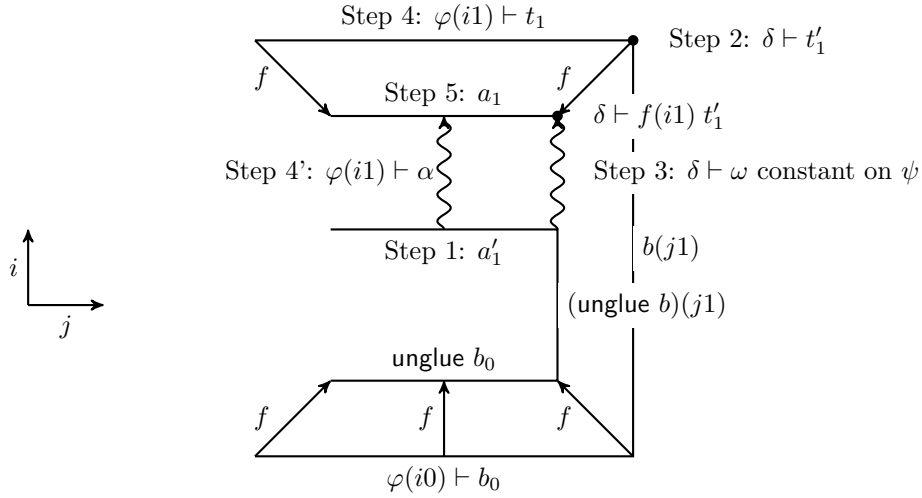 Step 4: φ(i1) ⊢ t₁
Step 2: δ ⊢ t′₁
f
f
Step 5: a₁
δ ⊢ f(i1) t′₁
Step 4': φ(i1) ⊢ α
Step 3: δ ⊢ ω constant on ψ
Step 1: a′₁
b(j1)
i
j
(unglue b)(j1)
unglue b₀
f
f
f
φ(i0) ⊢ b₀